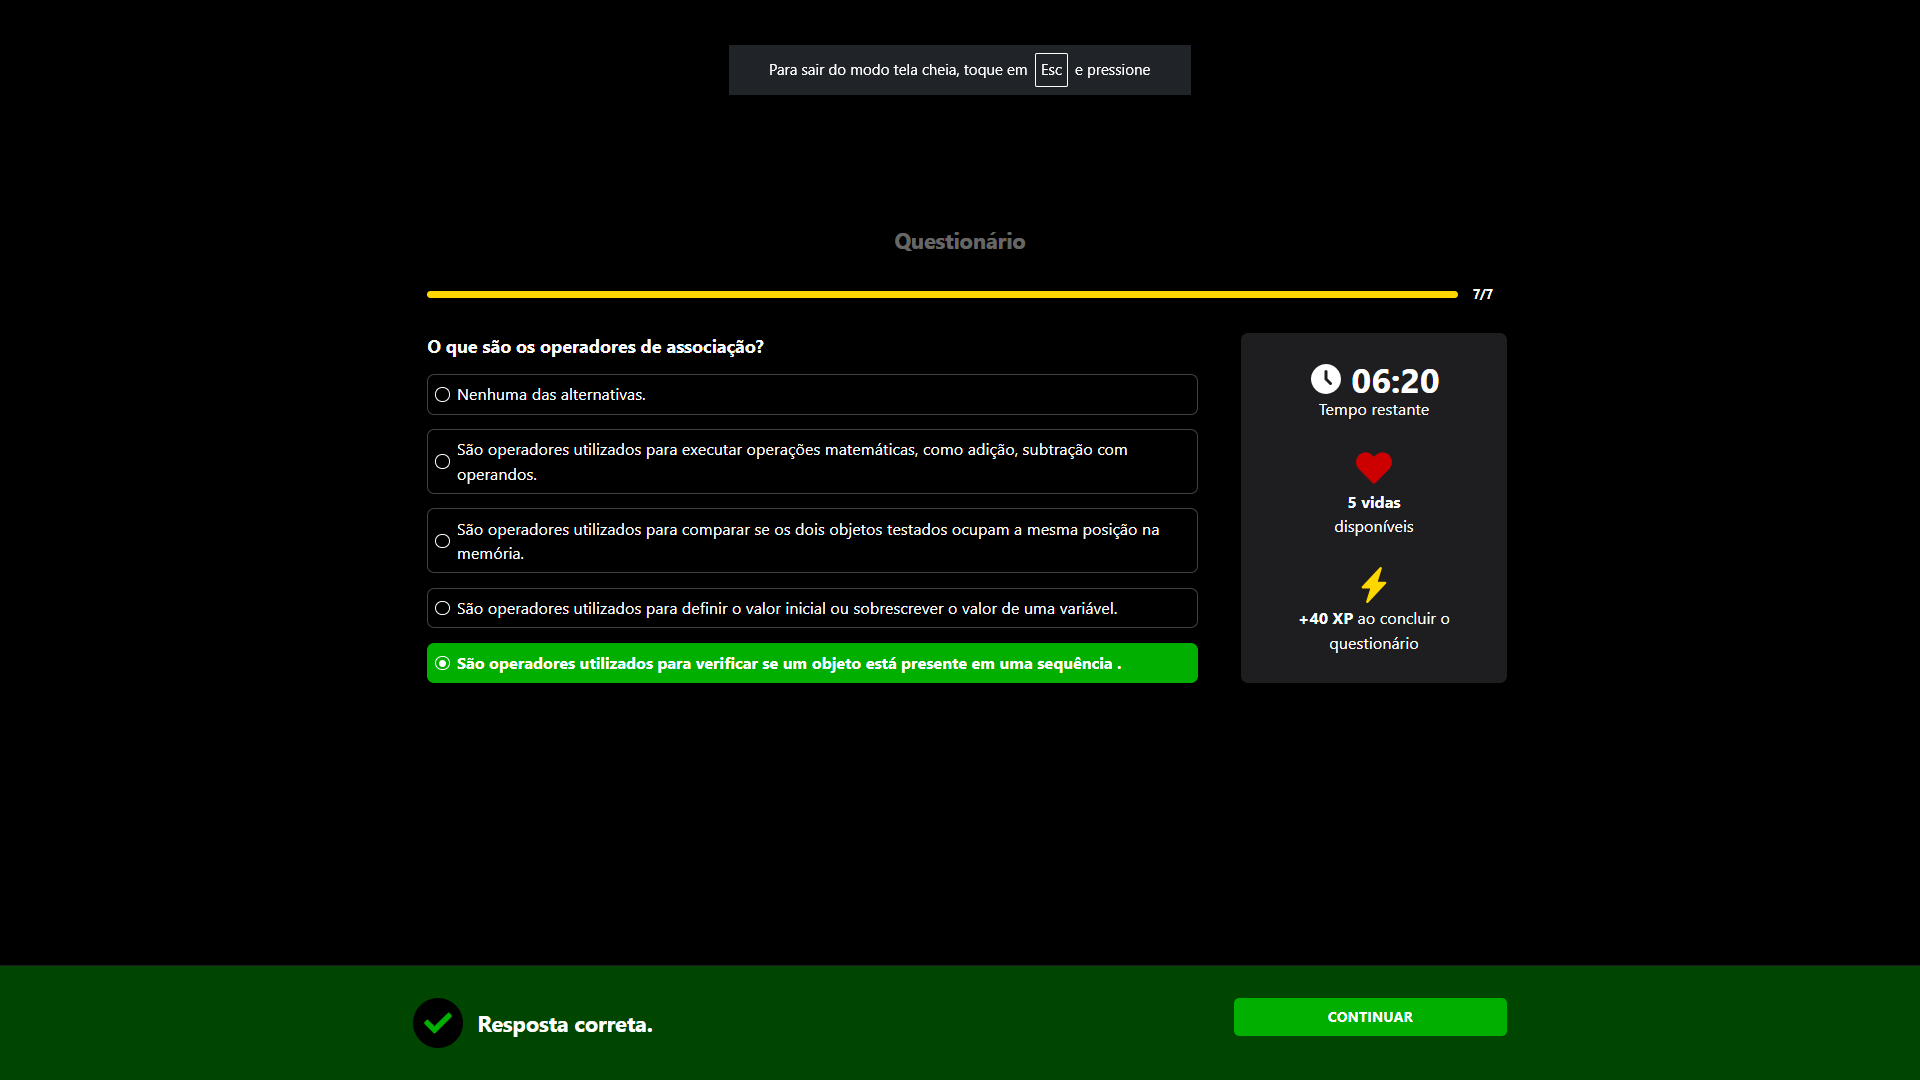 Para sair do modo tela cheia, toque em Esc e pressione
Questionário
7/7
O que são os operadores de associação?
Nenhuma das alternativas.
São operadores utilizados para executar operações matemáticas, como adição, subtração com
operandos.
São operadores utilizados para comparar se os dois objetos testados ocupam a mesma posição na
memória.
São operadores utilizados para definir o valor inicial ou sobrescrever o valor de uma variável.
São operadores utilizados para verificar se um objeto está presente em uma sequência .
06:20
Tempo restante
5 vidas
disponíveis
+40 XP ao concluir o
questionário
Resposta correta.
CONTINUAR